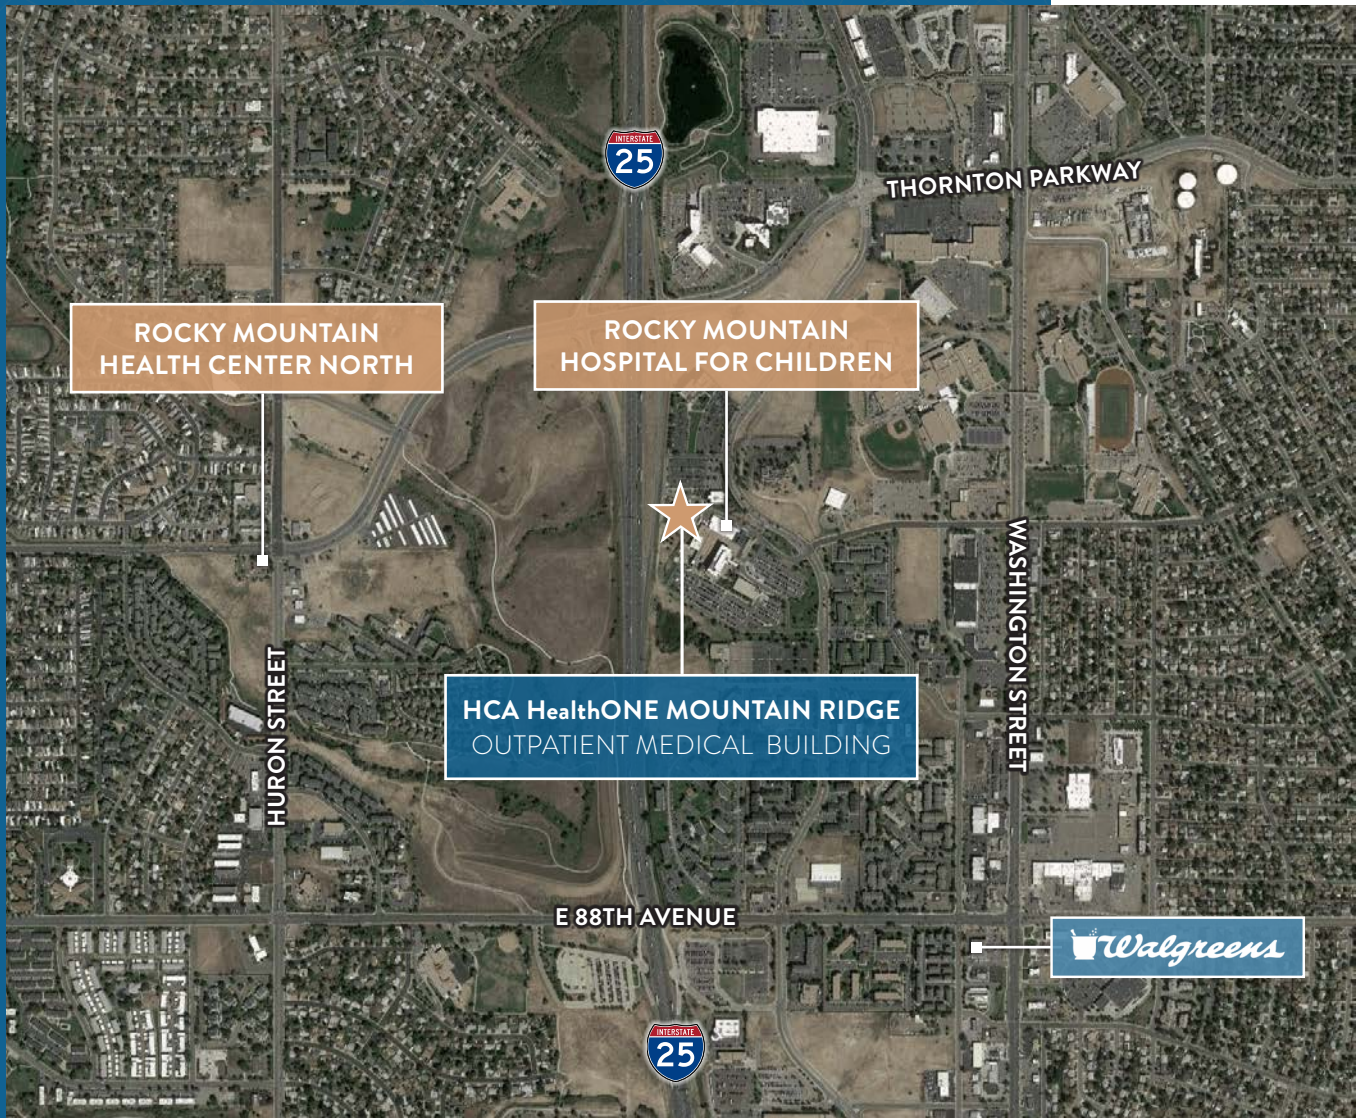 INTERSTATE
25
THORNTON PARKWAY
ROCKY MOUNTAIN
HEALTH CENTER NORTH
ROCKY MOUNTAIN
HOSPITAL FOR CHILDREN
WASHINGTON STREET
HURON STREET
HCA HealthONE MOUNTAIN RIDGE
OUTPATIENT MEDICAL BUILDING
E 88TH AVENUE
Walgreens
INTERSTATE
25